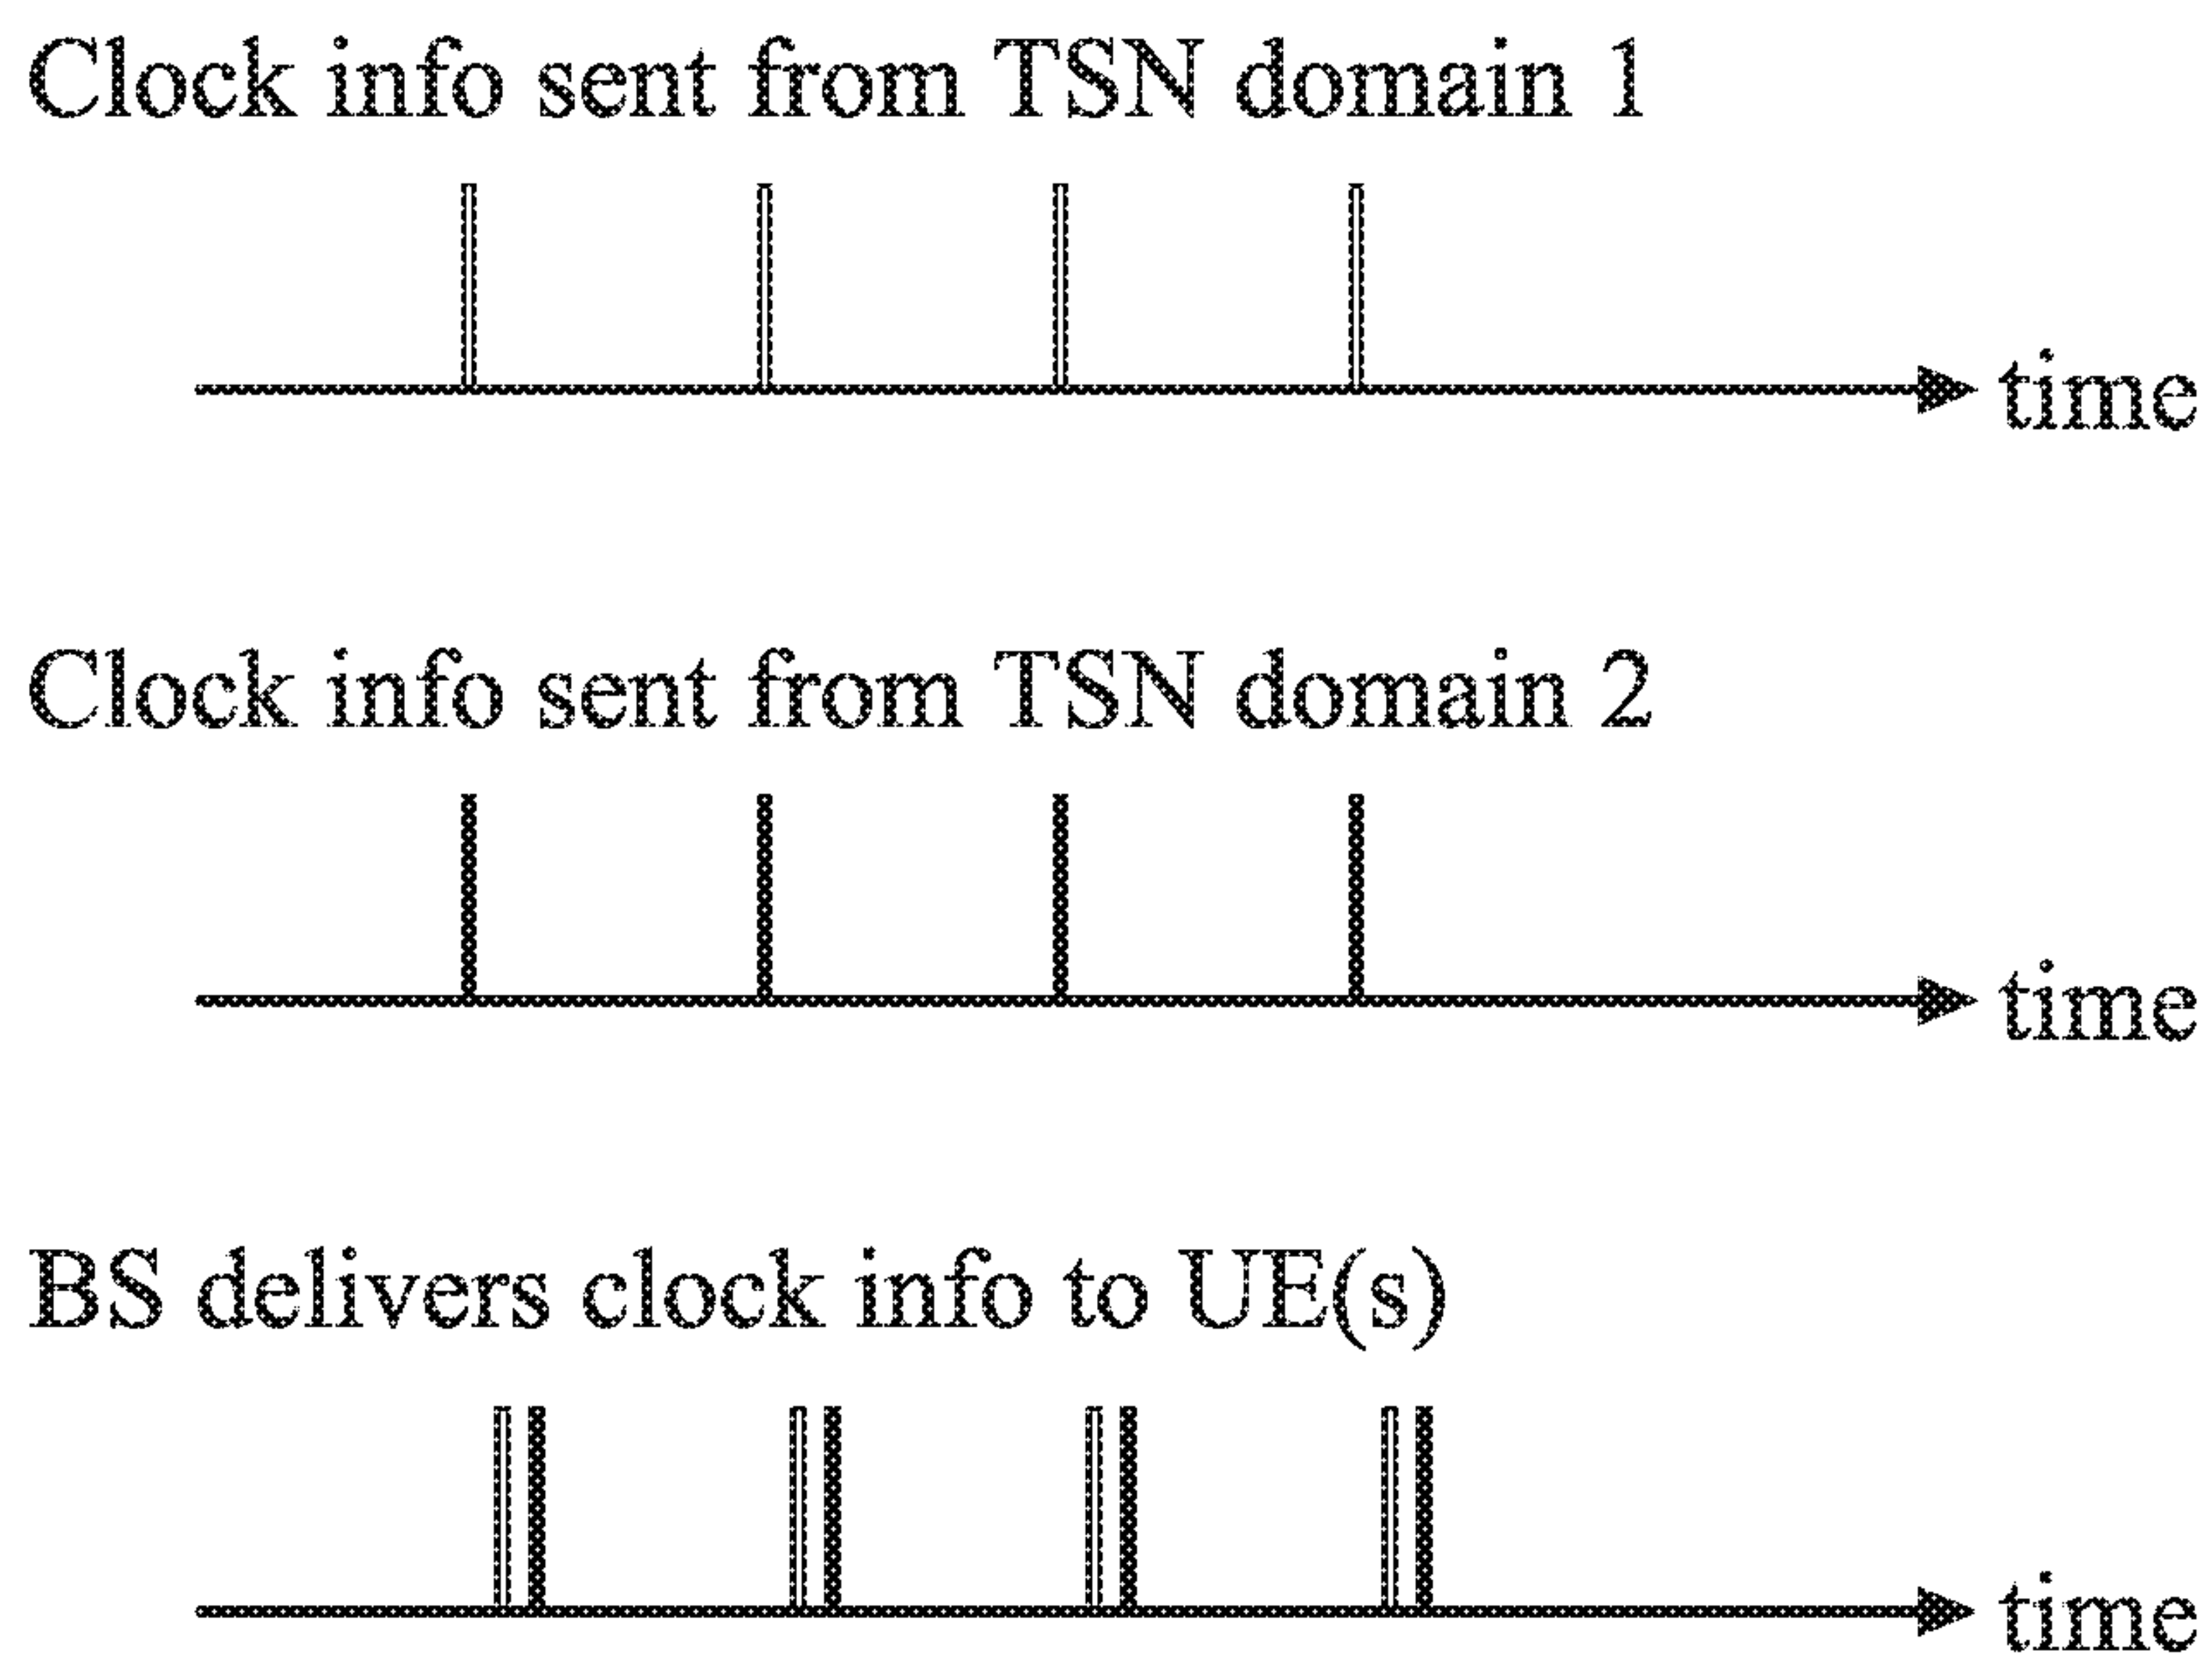 Clock info sent from TSN domain 1
time
Clock info sent from TSN domain 2
time
BS delivers clock info to UE(s)
time